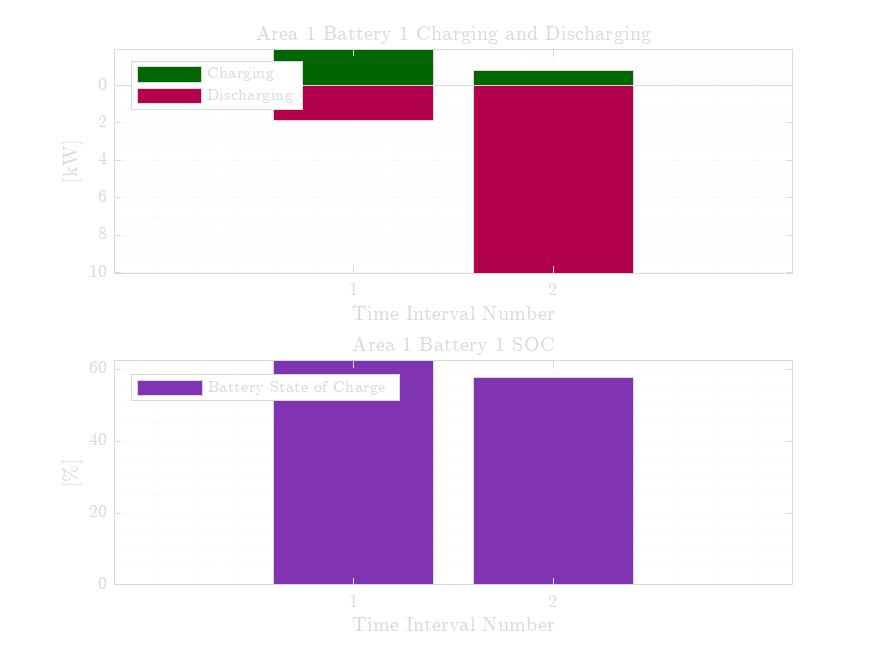 Area 1 Battery 1 Charging and Discharging
Charging
Discharging
0
2
4
6
8
10
[kW]
1 2
Time Interval Number
Area 1 Battery 1 SOC
Battery State of Charge
60
40
20
0
[%]
1 2
Time Interval Number